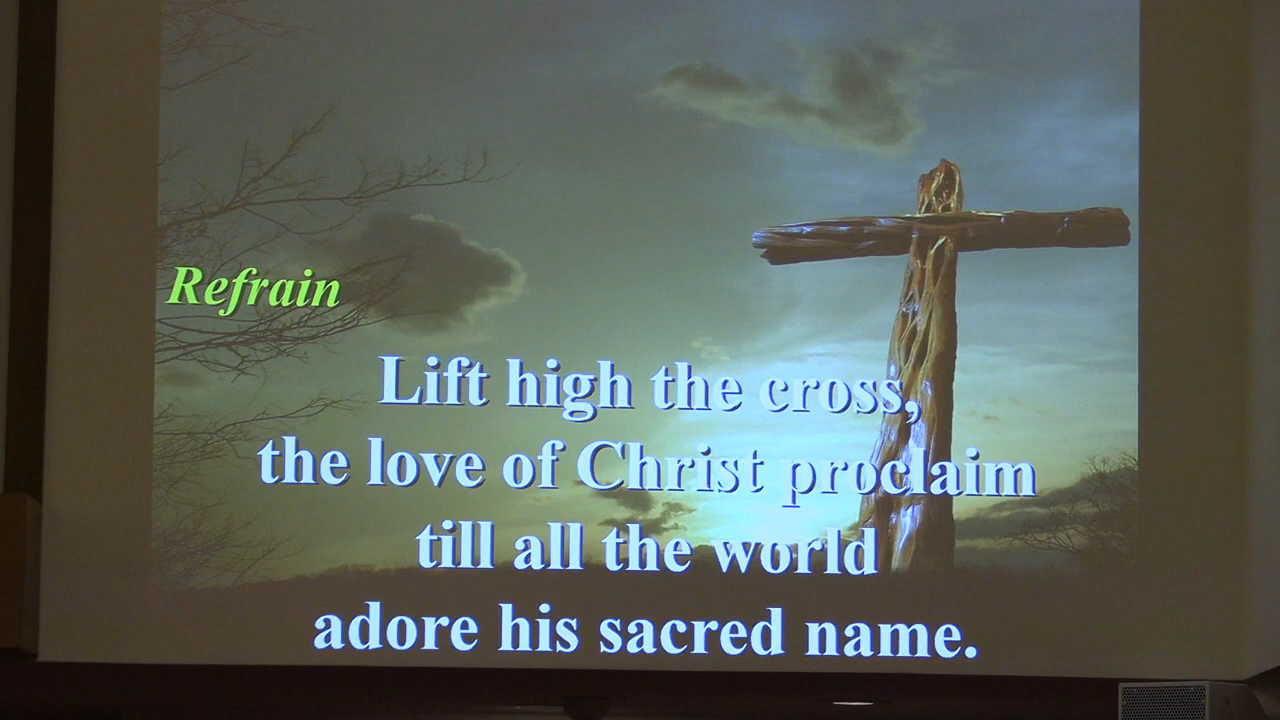 Refrain
Lift high the cross,
the love of Christ proclaim
till all the world
adore his sacred name.